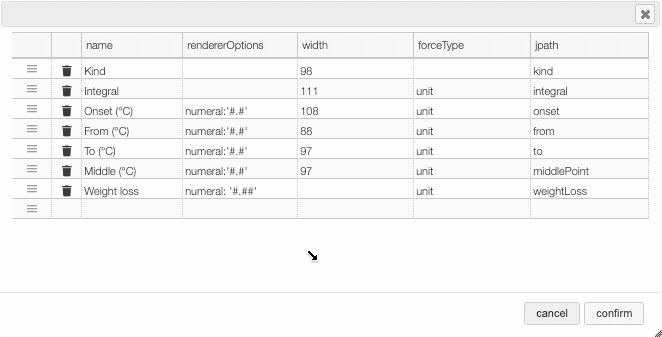 name rendererOptions width forceType jpath
Kind 98 kind
Integral 111 unit integral
Onset (°C) numeral:'#.#' 108 unit onset
From (°C) numeral:'#.#' 88 unit from
To (°C) numeral:'#.#' 97 unit to
Middle (°C) numeral:'#.#' 97 unit middlePoint
Weight loss numeral: '#.##' unit weightLoss
cancel confirm